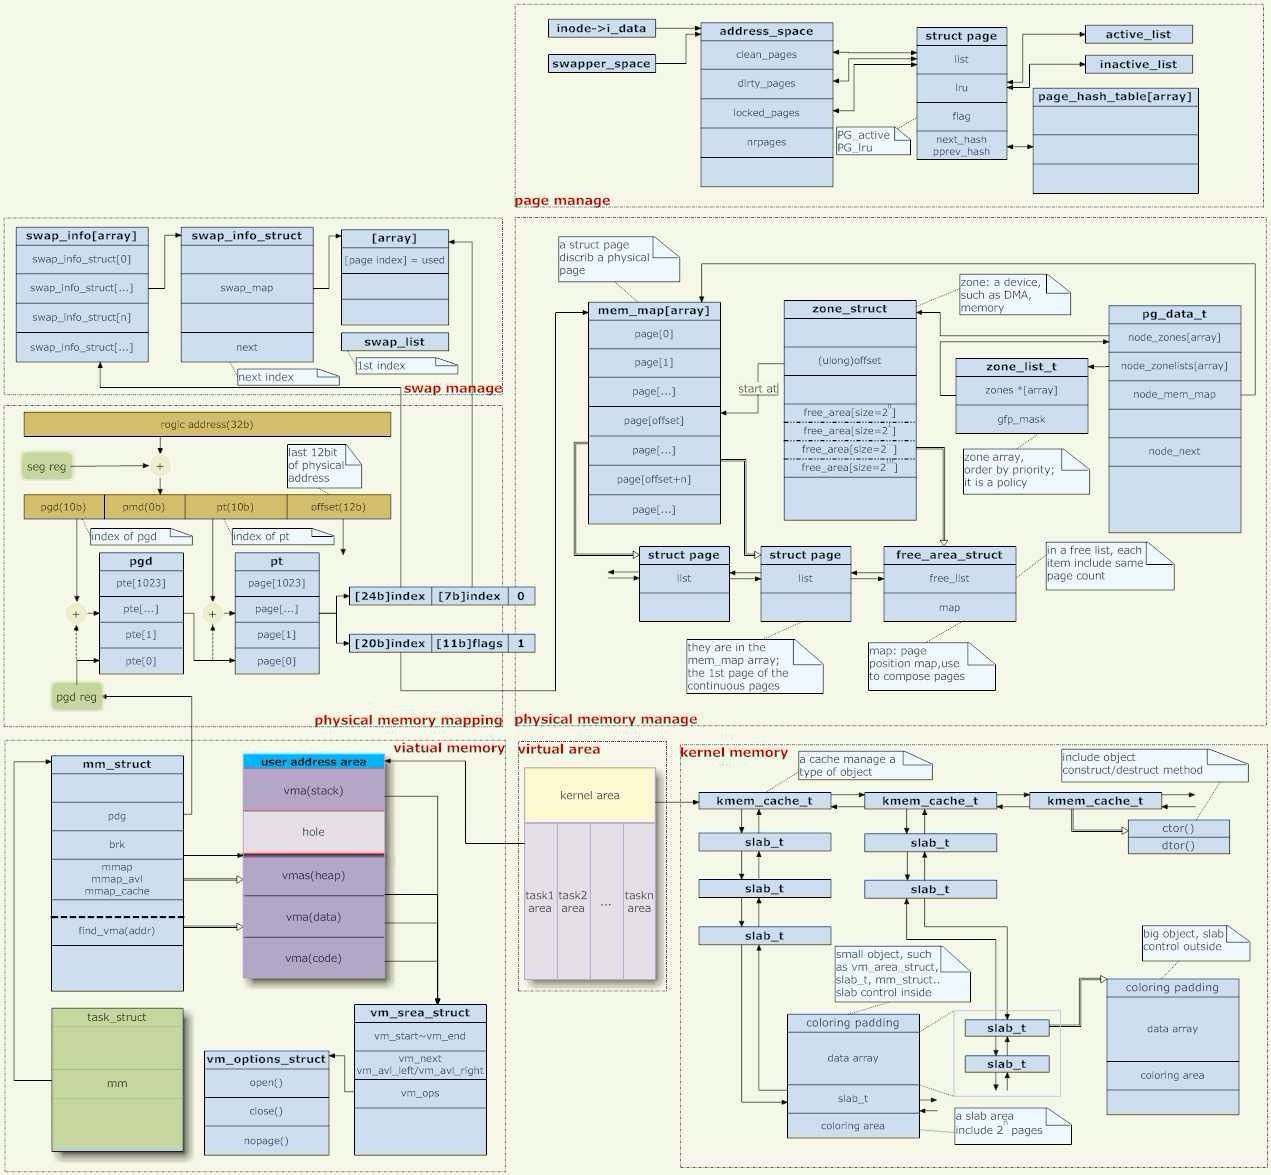 inode->i_data
swapper_space
address_space
clean_pages
dirty_pages
locked_pages
nrpages
struct page
list
lru
flag
next_hash
pprev_hash
PG_active
PG_lru
active_list
inactive_list
page_hash_table[array]
page manage
swap_info[array]
swap_info_struct[0]
swap_info_struct[...]
swap_info_struct[n]
swap_info_struct[...]
swap_info_struct
swap_map
next
next index
[array]
[page index] = used
swap_list
1st index
swap manage
rogic address(32b)
seg reg
+
last 12bit
of physical
address
pgd(10b)
pmd(0b)
pt(10b)
offset(12b)
index of pgd
index of pt
pgd
pte[1023]
pte[...]
pte[1]
pte[0]
+
pt
page[1023]
page[...]
page[1]
page[0]
+
[24b]index
[7b]index
0
[20b]index
[11b]flags
1
pgd reg
physical memory mapping
a struct page
discrib a physical
page
mem_map[array]
page[0]
page[1]
page[...]
page[offset]
page[...]
page[offset+n]
page[...]
start at
zone_struct
(ulong)offset
free_area[size=2 ]
free_area[size=2 ]
free_area[size=2 ]
free_area[size=2 ]
zone: a device,
such as DMA,
memory
zone_list_t
zones *[array]
gfp_mask
zone array,
order by priority;
it is a policy
pg_data_t
node_zones[array]
node_zonelists[array]
node_mem_map
node_next
struct page
list
struct page
list
free_area_struct
free_list
map
in a free list, each
item include same
page count
they are in the
mem_map array;
the 1st page of the
continuous pages
map: page
position map,use
to compose pages
physical memory manage
viatual memory
mm_struct
pdg
brk
mmap
mmap_avl
mmap_cache
find_vma(addr)
user address area
vma(stack)
hole
vmas(heap)
vma(data)
vma(code)
task_struct
mm
vm_options_struct
open()
close()
nopage()
vm_srea_struct
vm_start~vm_end
vm_next
vm_avl_left/vm_avl_right
vm_ops
virtual area
kernel area
task1
area
task2
area
...
taskn
area
kernel memory
a cache manage a
type of object
include object
construct/destruct method
kmem_cache_t
kmem_cache_t
kmem_cache_t
slab_t
slab_t
slab_t
slab_t
slab_t
ctor()
dtor()
small object, such
as vm_area_struct,
slab_t, mm_struct..
slab control inside
big object, slab
control outside
coloring padding
data array
slab_t
coloring area
slab_t
slab_t
a slab area
include 2n pages
coloring padding
data array
coloring area